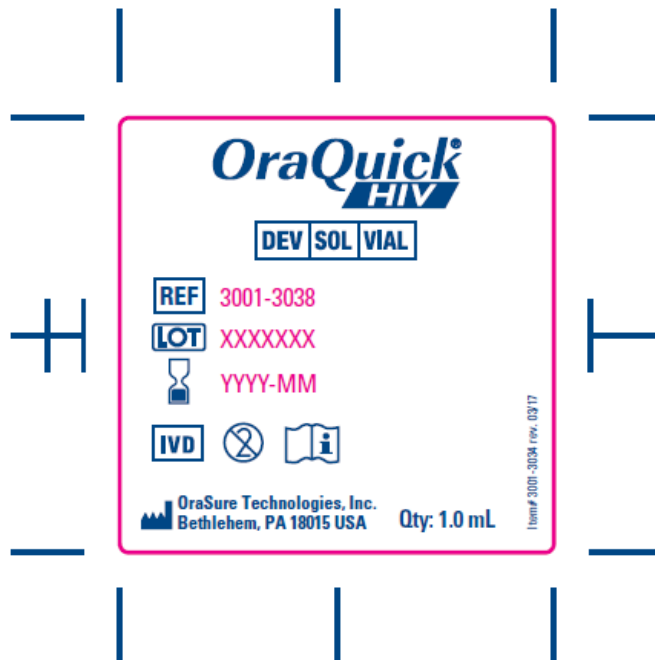 OraQuick®
HIV
DEV SOL VIAL
REF 3001-3038
LOT XXXXXXX
YYYY-MM
IVD 2 i
OraSure Technologies, Inc.
Bethlehem, PA 18015 USA
Qty: 1.0 mL
Item# 3001-3034 rev. 03/17